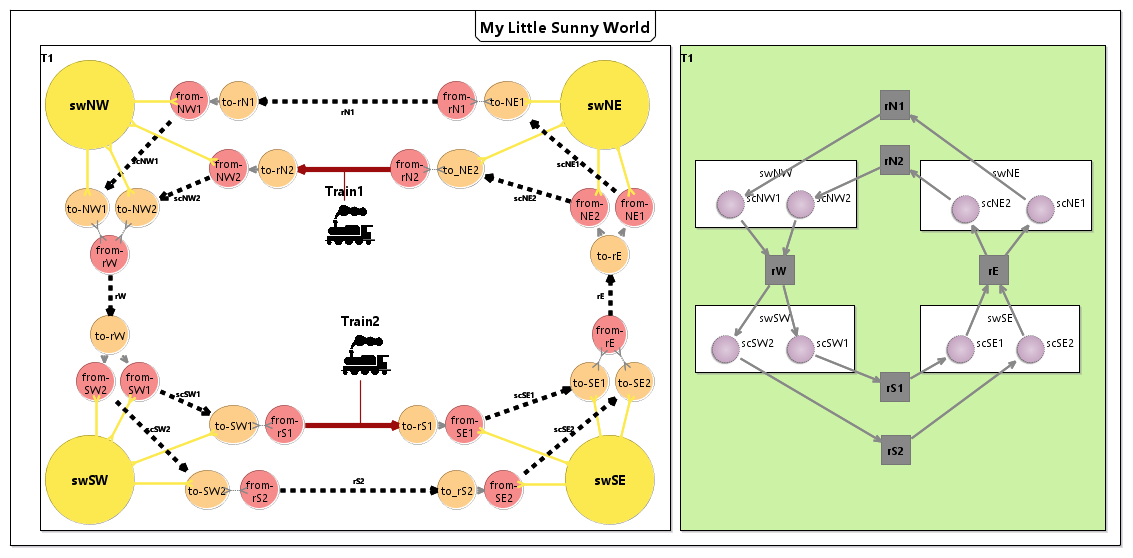 My Little Sunny World
T1
swNW
from-
NW1
to-rN1
rN1
from-
rN1
to-NE1
swNE
scNW1
scNE1
from-
NW2
to-rN2
from-
rN2
to_NE2
scNW2
Train1
scNE2
to-NW1
to-NW2
from-
NE2
from-
NE1
from-
rW
to-rE
rW
rE
to-rW
Train2
from-
rE
from-
SW2
from-
SW1
scSW1
scSE1
to-SE1
to-SE2
scSW2
to-SW1
from-
rS1
to-rS1
from-
SE1
scSE2
swSW
to-SW2
from-
rS2
rS2
to_rS2
from-
SE2
swSE
T1
rN1
rN2
swNW
swNE
scNW1
scNW2
scNE2
scNE1
rW
rE
swSW
swSE
scSW2
scSW1
scSE1
scSE2
rS1
rS2